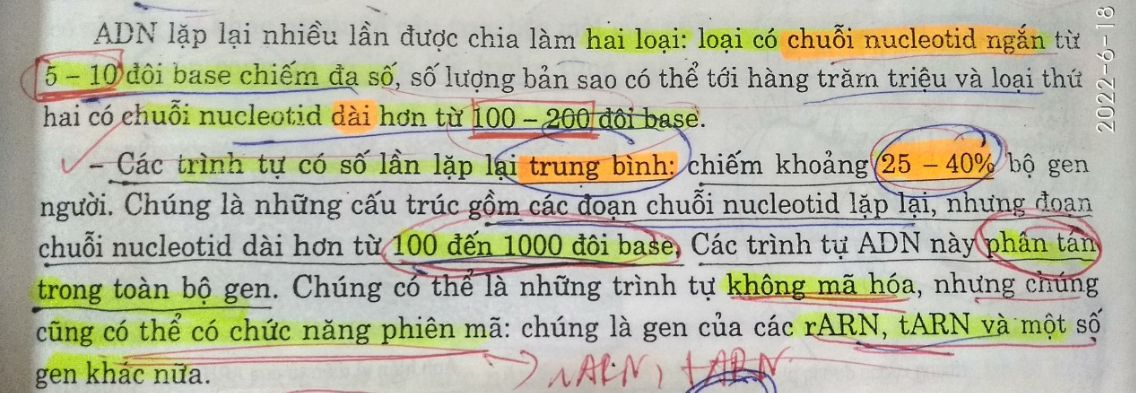 ADN lặp lại nhiều lần được chia làm hai loại: loại có chuỗi nucleotid ngắn từ
5 – 10 đôi base chiếm đa số, số lượng bản sao có thể tới hàng trăm triệu và loại thứ
hai có chuỗi nucleotid dài hơn từ 100 – 200 đôi base.
– Các trình tự có số lần lặp lại trung bình: chiếm khoảng 25 – 40% bộ gen
người. Chúng là những cấu trúc gồm các đoạn chuỗi nucleotid lặp lại, nhưng đoạn
chuỗi nucleotid dài hơn từ 100 đến 1000 đôi base. Các trình tự ADN này phân tán
trong toàn bộ gen. Chúng có thể là những trình tự không mã hóa, nhưng chúng
cũng có thể có chức năng phiên mã: chúng là gen của các rARN, tARN và một số
gen khác nữa.
rARN, tARN
2022-6-18